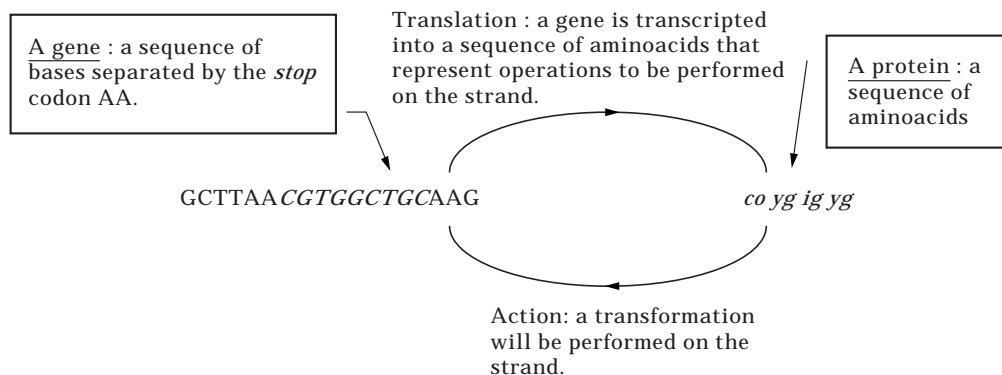 A gene : a sequence of
bases separated by the stop
codon AA.
Translation : a gene is transcripted
into a sequence of aminoacids that
represent operations to be performed
on the strand.
A protein : a
sequence of
aminoacids
GCTTAACGTGGCTGCAAG
co yg ig yg
Action: a transformation
will be performed on the
strand.